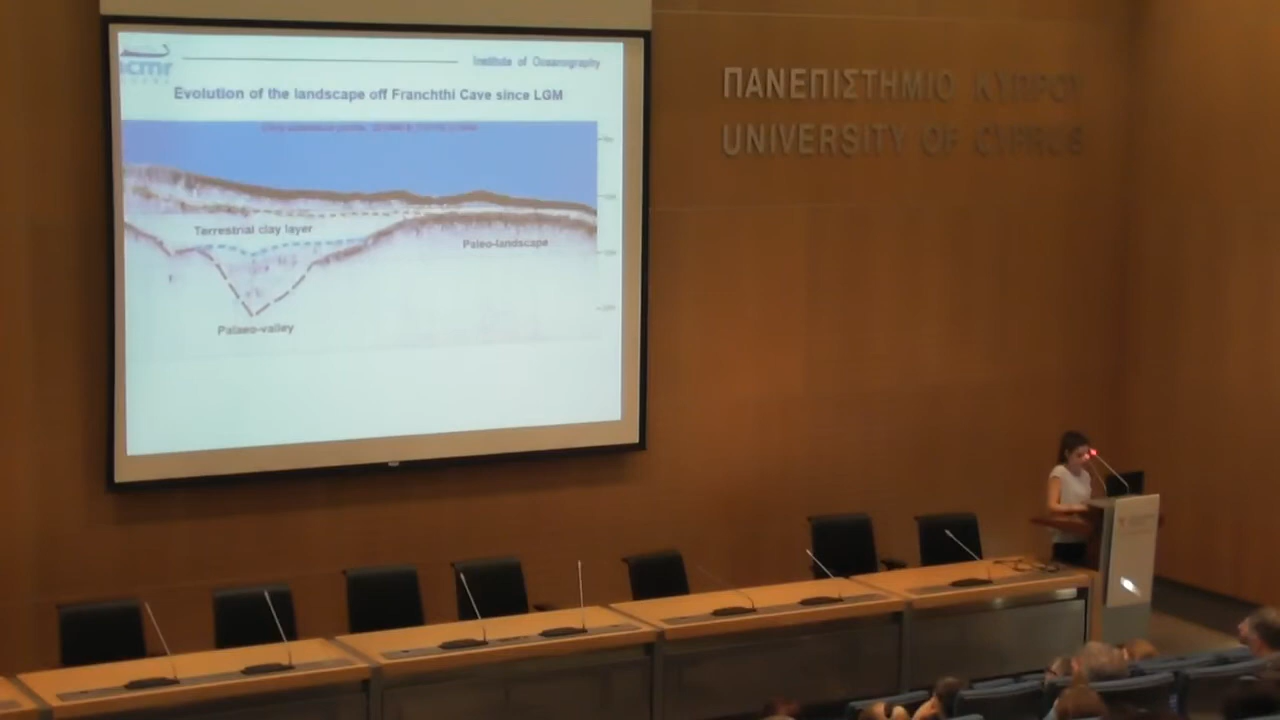 hcmr
Institute of Oceanography
Evolution of the landscape off Franchthi Cave since LGM
Terrestrial clay layer
Paleo-landscape
Palaeo-valley
ΠΑΝΕΠΙΣΤΗΜΙΟ ΚΥΠΡΟΥ
UNIVERSITY OF CYPRUS